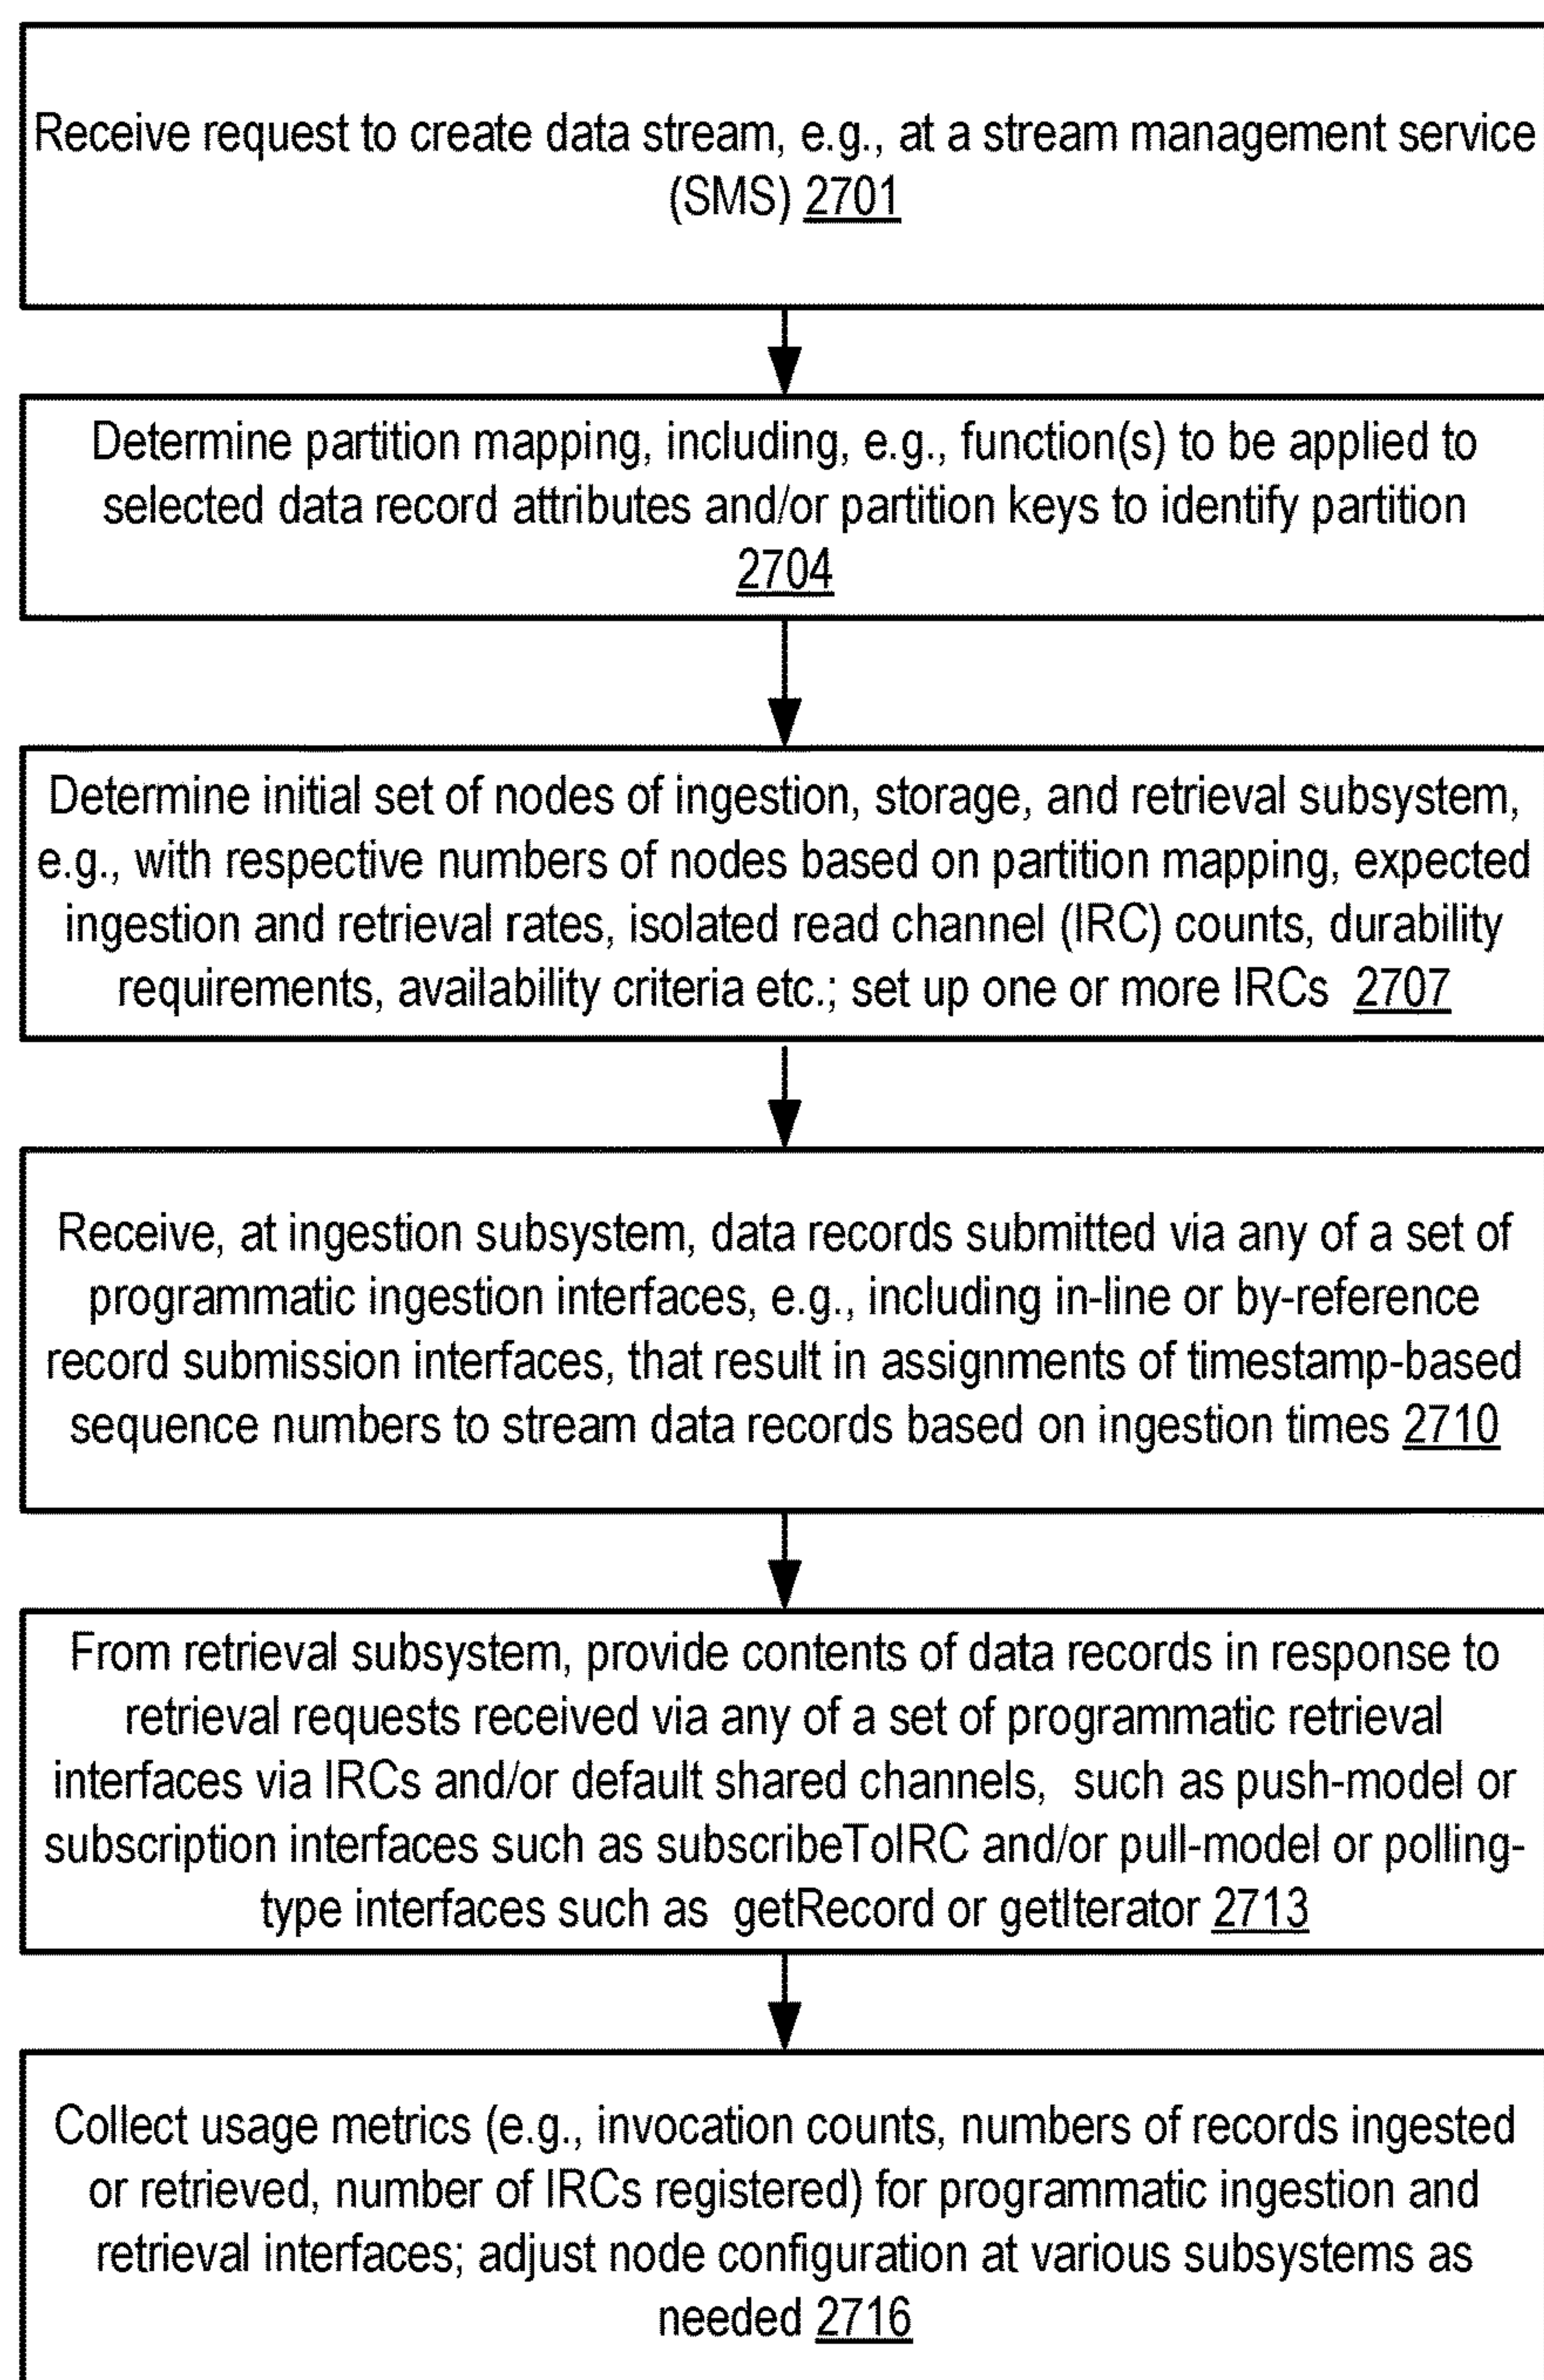 Receive request to create data stream, e.g., at a stream management service
(SMS) 2701
Determine partition mapping, including, e.g., function(s) to be applied to
selected data record attributes and/or partition keys to identify partition
2704
Determine initial set of nodes of ingestion, storage, and retrieval subsystem,
e.g., with respective numbers of nodes based on partition mapping, expected
ingestion and retrieval rates, isolated read channel (IRC) counts, durability
requirements, availability criteria etc.; set up one or more IRCs 2707
Receive, at ingestion subsystem, data records submitted via any of a set of
programmatic ingestion interfaces, e.g., including in-line or by-reference
record submission interfaces, that result in assignments of timestamp-based
sequence numbers to stream data records based on ingestion times 2710
From retrieval subsystem, provide contents of data records in response to
retrieval requests received via any of a set of programmatic retrieval
interfaces via IRCs and/or default shared channels, such as push-model or
subscription interfaces such as subscribeToIRC and/or pull-model or polling-
type interfaces such as getRecord or getIterator 2713
Collect usage metrics (e.g., invocation counts, numbers of records ingested
or retrieved, number of IRCs registered) for programmatic ingestion and
retrieval interfaces; adjust node configuration at various subsystems as
needed 2716